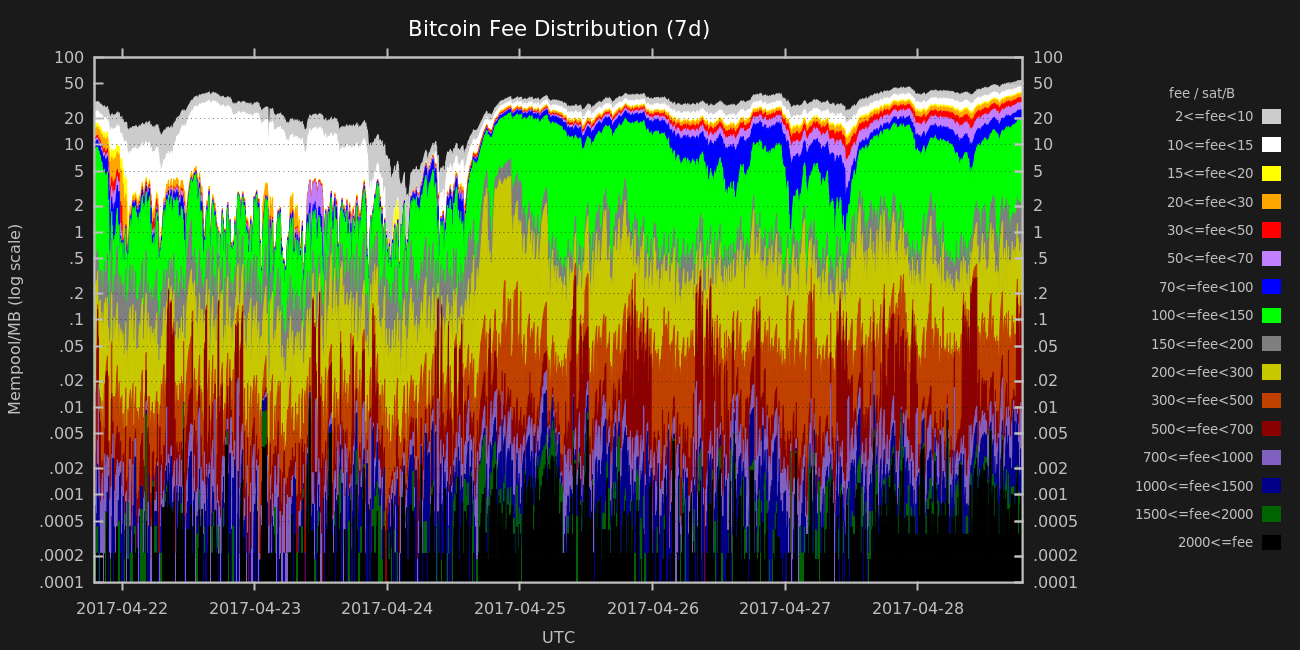 Bitcoin Fee Distribution (7d)
100 100
50 50
20 20
10 10
5 5
2 2
1 1
.5 .5
.2 .2
.1 .1
.05 .05
.02 .02
.01 .01
.005 .005
.002 .002
.001 .001
.0005 .0005
.0002 .0002
.0001 .0001
Mempool/MB (log scale)
2017-04-22 2017-04-23 2017-04-24 2017-04-25 2017-04-26 2017-04-27 2017-04-28
UTC
fee / sat/B
2<=fee<10
10<=fee<15
15<=fee<20
20<=fee<30
30<=fee<50
50<=fee<70
70<=fee<100
100<=fee<150
150<=fee<200
200<=fee<300
300<=fee<500
500<=fee<700
700<=fee<1000
1000<=fee<1500
1500<=fee<2000
2000<=fee